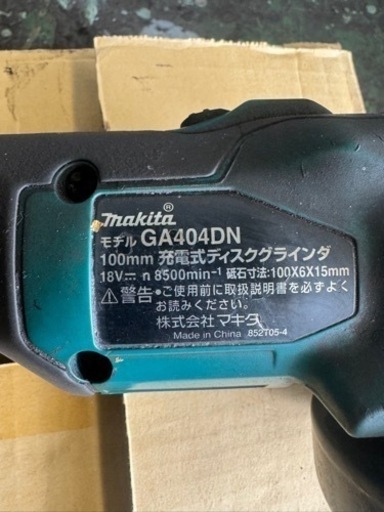 makita®
モデル GA404DN
100mm 充電式ディスクグラインダ
18V⎓ n 8500min⁻¹ 砥石寸法:100X6X15mm
⚠警告●ご使用前に取扱説明書を必ずよくお読みください。
株式会社マキタ
Made in China 852T05-4